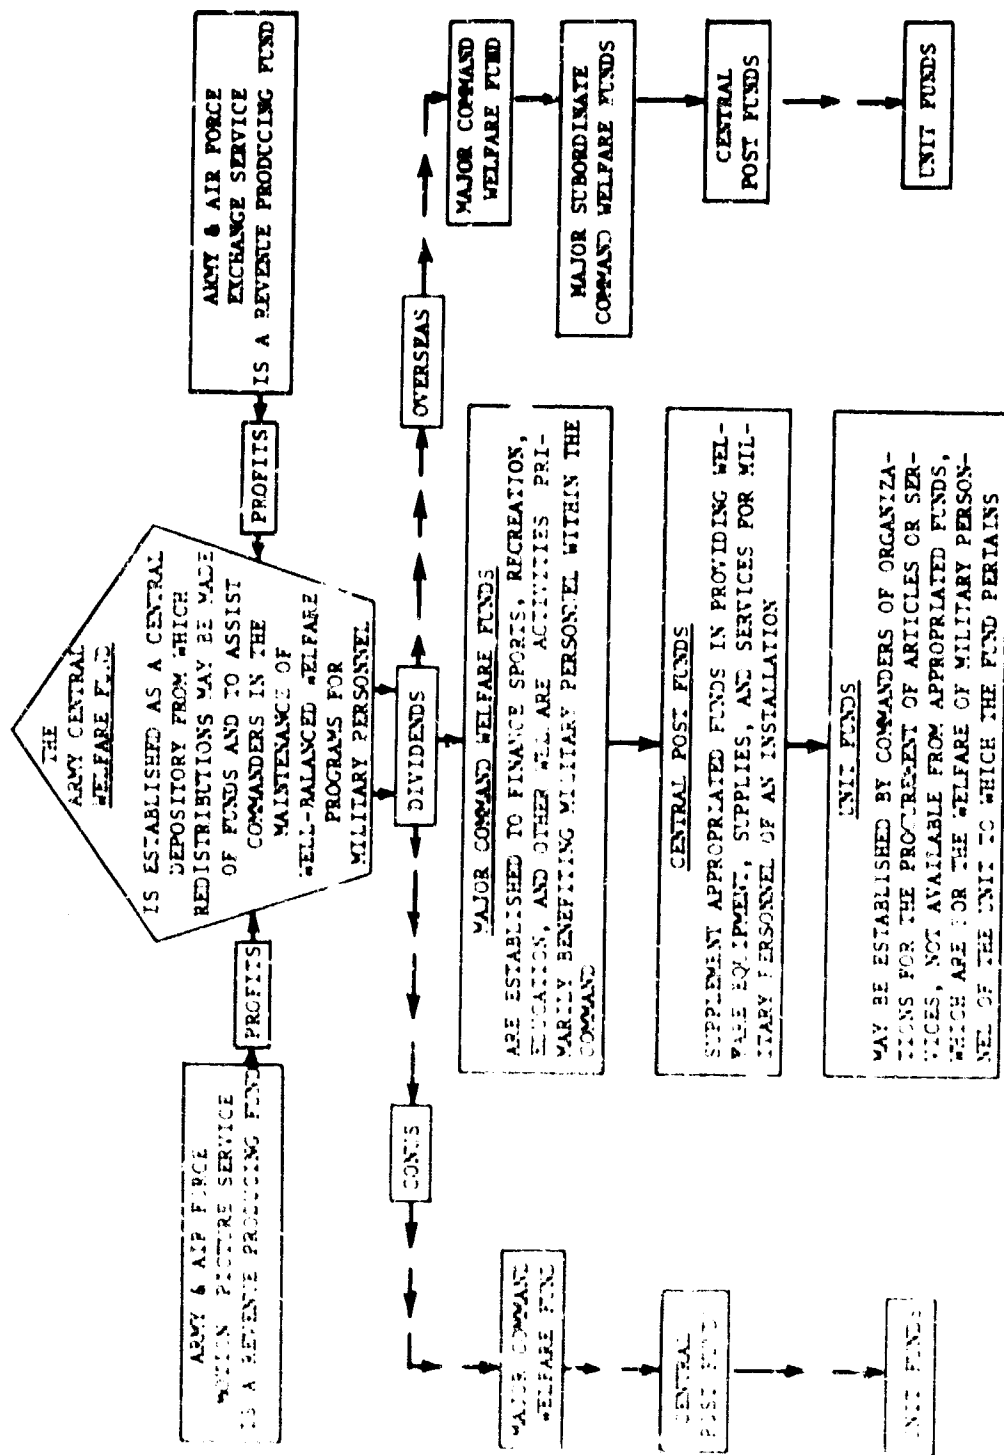 THE
ARMY CENTRAL
WELFARE FUND
IS ESTABLISHED AS A CENTRAL
DEPOSITORY FROM WHICH
REDISTRIBUTIONS MAY BE MADE
OF FUNDS AND TO ASSIST
COMMANDERS IN THE
MAINTENANCE OF
WELL-BALANCED WELFARE
PROGRAMS FOR
MILITARY PERSONNEL
ARMY & AIR FORCE
MOTION PICTURE SERVICE
IS A REVENUE PRODUCING FUND
PROFITS
PROFITS
ARMY & AIR FORCE
EXCHANGE SERVICE
IS A REVENUE PRODUCING FUND
CONUS
DIVIDENDS
OVERSEAS
MAJOR COMMAND
WELFARE FUND
CENTRAL
POST FUND
UNIT FUNDS
MAJOR COMMAND WELFARE FUNDS
ARE ESTABLISHED TO FINANCE SPORTS, RECREATION,
EDUCATION, AND OTHER WELFARE ACTIVITIES PRI-
MARILY BENEFITING MILITARY PERSONNEL WITHIN THE
COMMAND
CENTRAL POST FUNDS
SUPPLEMENT APPROPRIATED FUNDS IN PROVIDING WEL-
FARE EQUIPMENT, SUPPLIES, AND SERVICES FOR MIL-
ITARY PERSONNEL OF AN INSTALLATION
UNIT FUNDS
MAY BE ESTABLISHED BY COMMANDERS OF ORGANIZA-
TIONS FOR THE PROCUREMENT OF ARTICLES OR SER-
VICES, NOT AVAILABLE FROM APPROPRIATED FUNDS,
WHICH ARE FOR THE WELFARE OF MILITARY PERSON-
NEL OF THE UNIT TO WHICH THE FUND PERTAINS
MAJOR COMMAND
WELFARE FUND
MAJOR SUBORDINATE
COMMAND WELFARE FUNDS
CENTRAL
POST FUNDS
UNIT FUNDS